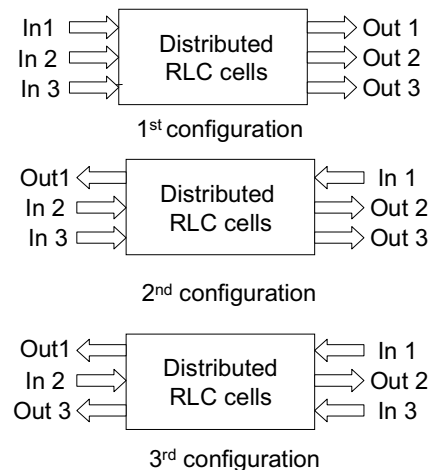 In1 Distributed Out 1
In 2 RLC cells Out 2
In 3 Out 3
1st configuration
Out1 Distributed In 1
In 2 RLC cells Out 2
In 3 Out 3
2nd configuration
Out1 Distributed In 1
In 2 RLC cells Out 2
Out 3 In 3
3rd configuration